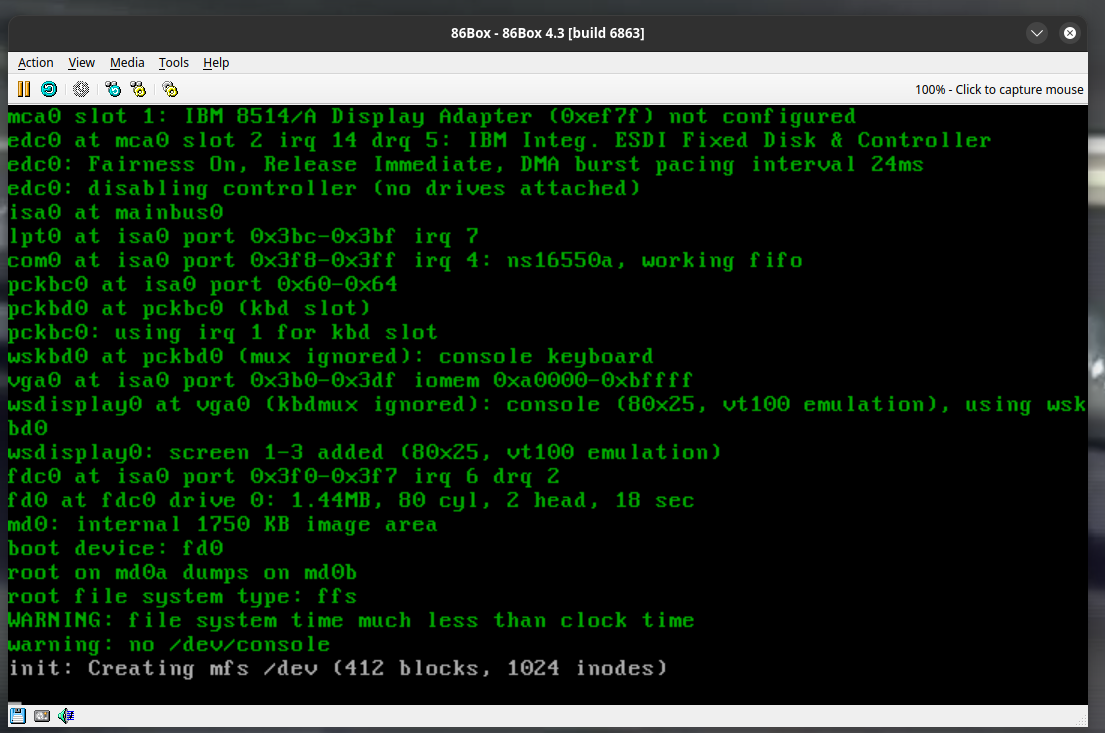 86Box - 86Box 4.3 [build 6863]
Action View Media Tools Help
100% - Click to capture mouse
mca0 slot 1: IBM 8514/A Display Adapter (0xef7f) not configured
edc0 at mca0 slot 2 irq 14 drq 5: IBM Integ. ESDI Fixed Disk & Controller
edc0: Fairness On, Release Immediate, DMA burst pacing interval 24ms
edc0: disabling controller (no drives attached)
isa0 at mainbus0
lpt0 at isa0 port 0x3bc-0x3bf irq 7
com0 at isa0 port 0x3f8-0x3ff irq 4: ns16550a, working fifo
pckbc0 at isa0 port 0x60-0x64
pckbd0 at pckbc0 (kbd slot)
pckbc0: using irq 1 for kbd slot
wskbd0 at pckbd0 (mux ignored): console keyboard
vga0 at isa0 port 0x3b0-0x3df iomem 0xa0000-0xbffff
wsdisplay0 at vga0 (kbdmux ignored): console (80x25, vt100 emulation), using wsk
bd0
wsdisplay0: screen 1-3 added (80x25, vt100 emulation)
fdc0 at isa0 port 0x3f0-0x3f7 irq 6 drq 2
fd0 at fdc0 drive 0: 1.44MB, 80 cyl, 2 head, 18 sec
md0: internal 1750 KB image area
boot device: fd0
root on md0a dumps on md0b
root file system type: ffs
WARNING: file system time much less than clock time
warning: no /dev/console
init: Creating mfs /dev (412 blocks, 1024 inodes)